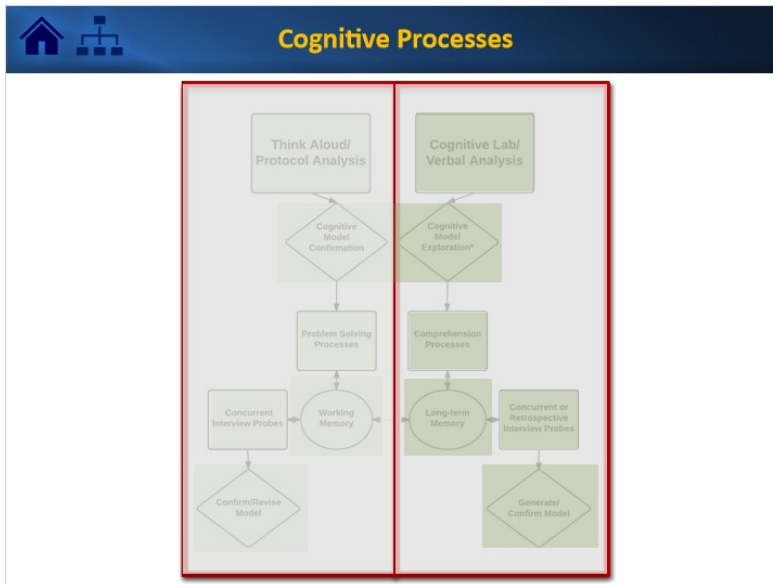 Cognitive Processes
Think Aloud/
Protocol Analysis
Cognitive
Model
Confirmation
Problem Solving
Processes
Concurrent
Interview Probes
Working
Memory
Confirm/Revise
Model
Cognitive Lab/
Verbal Analysis
Cognitive
Model
Exploration*
Comprehension
Processes
Long-term
Memory
Concurrent or
Retrospective
Interview Probes
Generate/
Confirm Model